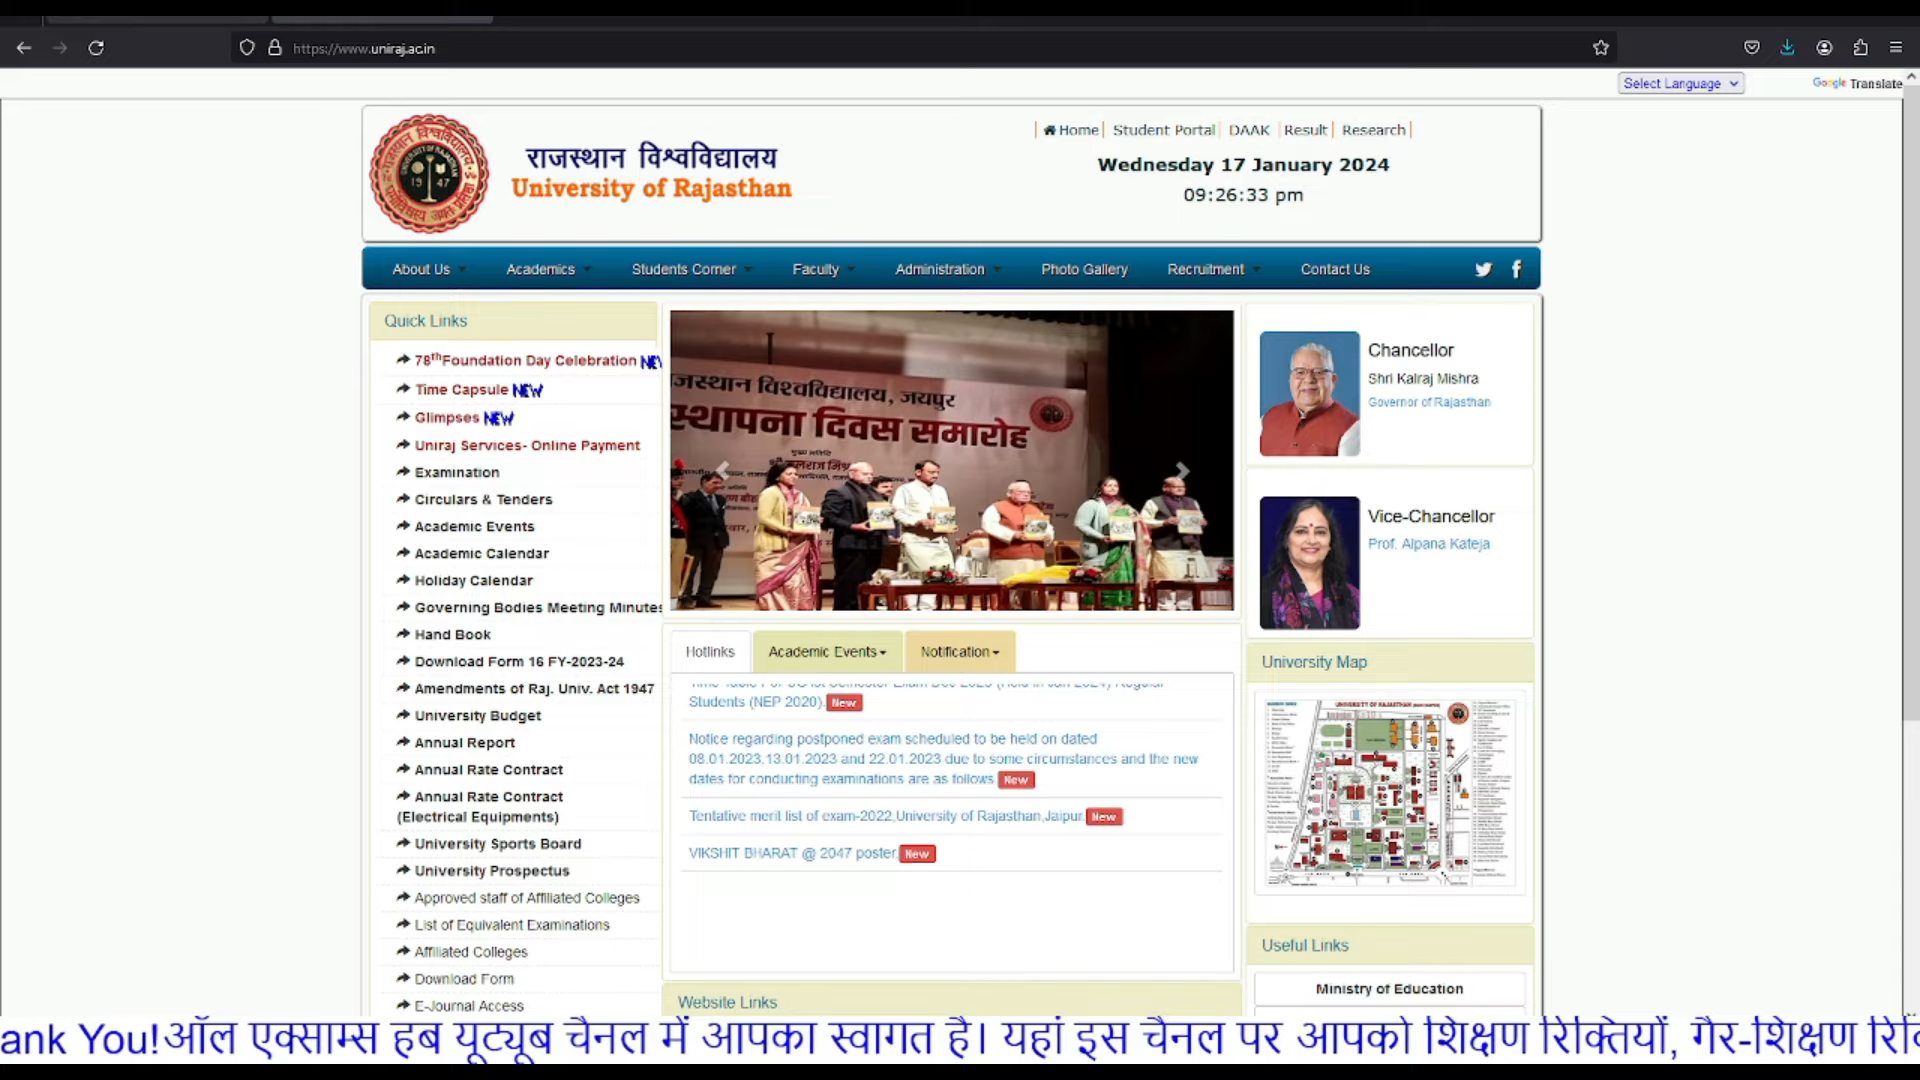 https://www.uniraj.ac.in
Select Language
Google Translate
राजस्थान विश्वविद्यालय
University of Rajasthan
1947
Home
Student Portal
DAAK
Result
Research
Wednesday 17 January 2024
09:26:33 pm
About Us
Academics
Students Corner
Faculty
Administration
Photo Gallery
Recruitment
Contact Us
Quick Links
78th Foundation Day Celebration NEW
Time Capsule NEW
Glimpses NEW
Uniraj Services- Online Payment
Examination
Circulars & Tenders
Academic Events
Academic Calendar
Holiday Calendar
Governing Bodies Meeting Minutes
Hand Book
Download Form 16 FY-2023-24
Amendments of Raj. Univ. Act 1947
University Budget
Annual Report
Annual Rate Contract
Annual Rate Contract
(Electrical Equipments)
University Sports Board
University Prospectus
Approved staff of Affiliated Colleges
List of Equivalent Examinations
Affiliated Colleges
Download Form
E-Journal Access
जस्थान विश्वविद्यालय, जयपुर
स्थापना दिवस समारोह
Hotlinks
Academic Events
Notification
Students (NEP 2020). New
Notice regarding postponed exam scheduled to be held on dated
08.01.2023,13.01.2023 and 22.01.2023 due to some circumstances and the new
dates for conducting examinations are as follows New
Tentative merit list of exam-2022,University of Rajasthan,Jaipur. New
VIKSHIT BHARAT @ 2047 poster. New
Website Links
Chancellor
Shri Kalraj Mishra
Governor of Rajasthan
Vice-Chancellor
Prof. Alpana Kateja
University Map
UNIVERSITY OF RAJASTHAN
Useful Links
Ministry of Education
ank You!ऑल एक्साम्स हब यूट्यूब चैनल में आपका स्वागत है। यहां इस चैनल पर आपको शिक्षण रिक्तियों, गैर-शिक्षण